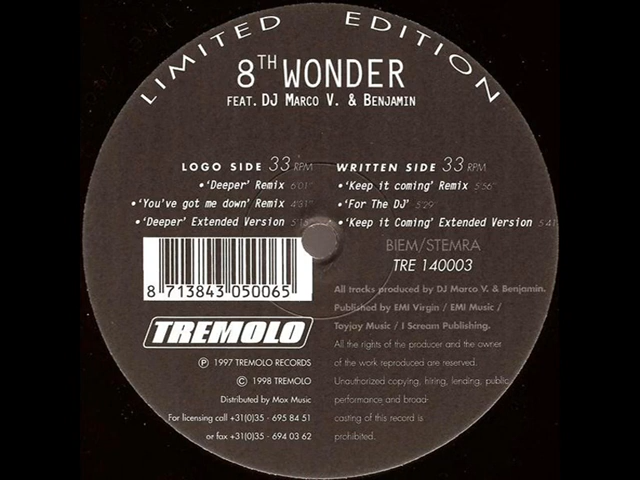 LIMITED EDITION
8TH WONDER
FEAT. DJ MARCO V. & BENJAMIN
LOGO SIDE 33 RPM
•'Deeper' Remix 6'01"
•'You've got me down' Remix 4'31"
•'Deeper' Extended Version 5'15
WRITTEN SIDE 33 RPM
•'Keep it coming' Remix 5'56"
•'For The DJ' 5'29"
•'Keep it Coming' Extended Version 5'41
BIEM/STEMRA
TRE 140003
8 713843 050065
TREMOLO
Ⓟ 1997 TREMOLO RECORDS
© 1998 TREMOLO
Distributed by Mox Music
For licensing call +31(0)35 - 695 84 51
or fax +31(0)35 - 694 03 62
All tracks produced by DJ Marco V. & Benjamin.
Published by EMI Virgin / EMI Music /
Toyjoy Music / I Scream Publishing.
All the rights of the producer and the owner
of the work reproduced are reserved.
Unauthorized copying, hiring, lending, public
performance and broad-
casting of this record is
prohibited.